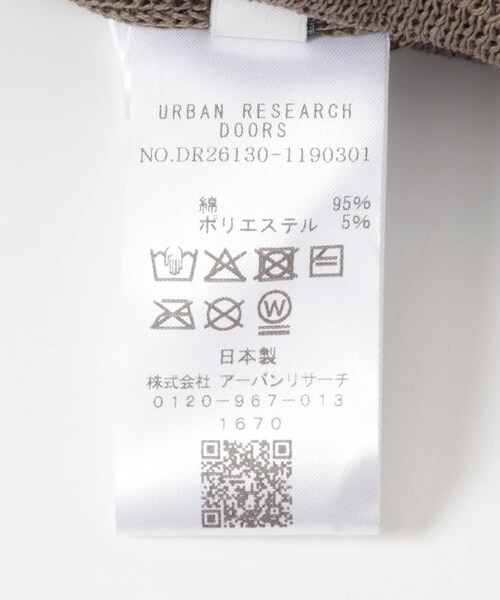 URBAN RESEARCH
DOORS
NO.DR26130-1190301
綿 95%
ポリエステル 5%
W
日本製
株式会社 アーバンリサーチ
0120-967-013
1670